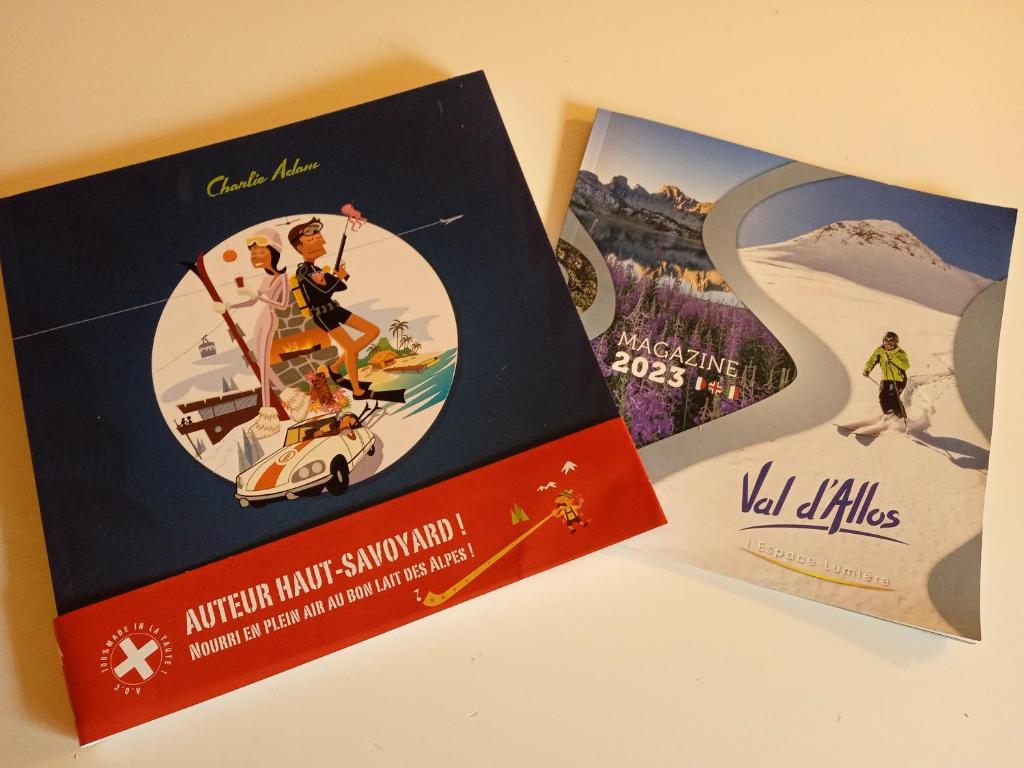 Charlie Adam
AUTEUR HAUT-SAVOYARD !
NOURRI EN PLEIN AIR AU BON LAIT DES ALPES !
100% MADE IN LA YAUTE !
A.O.C
MAGAZINE
2023
Val d'Allos
l'Espace Lumière